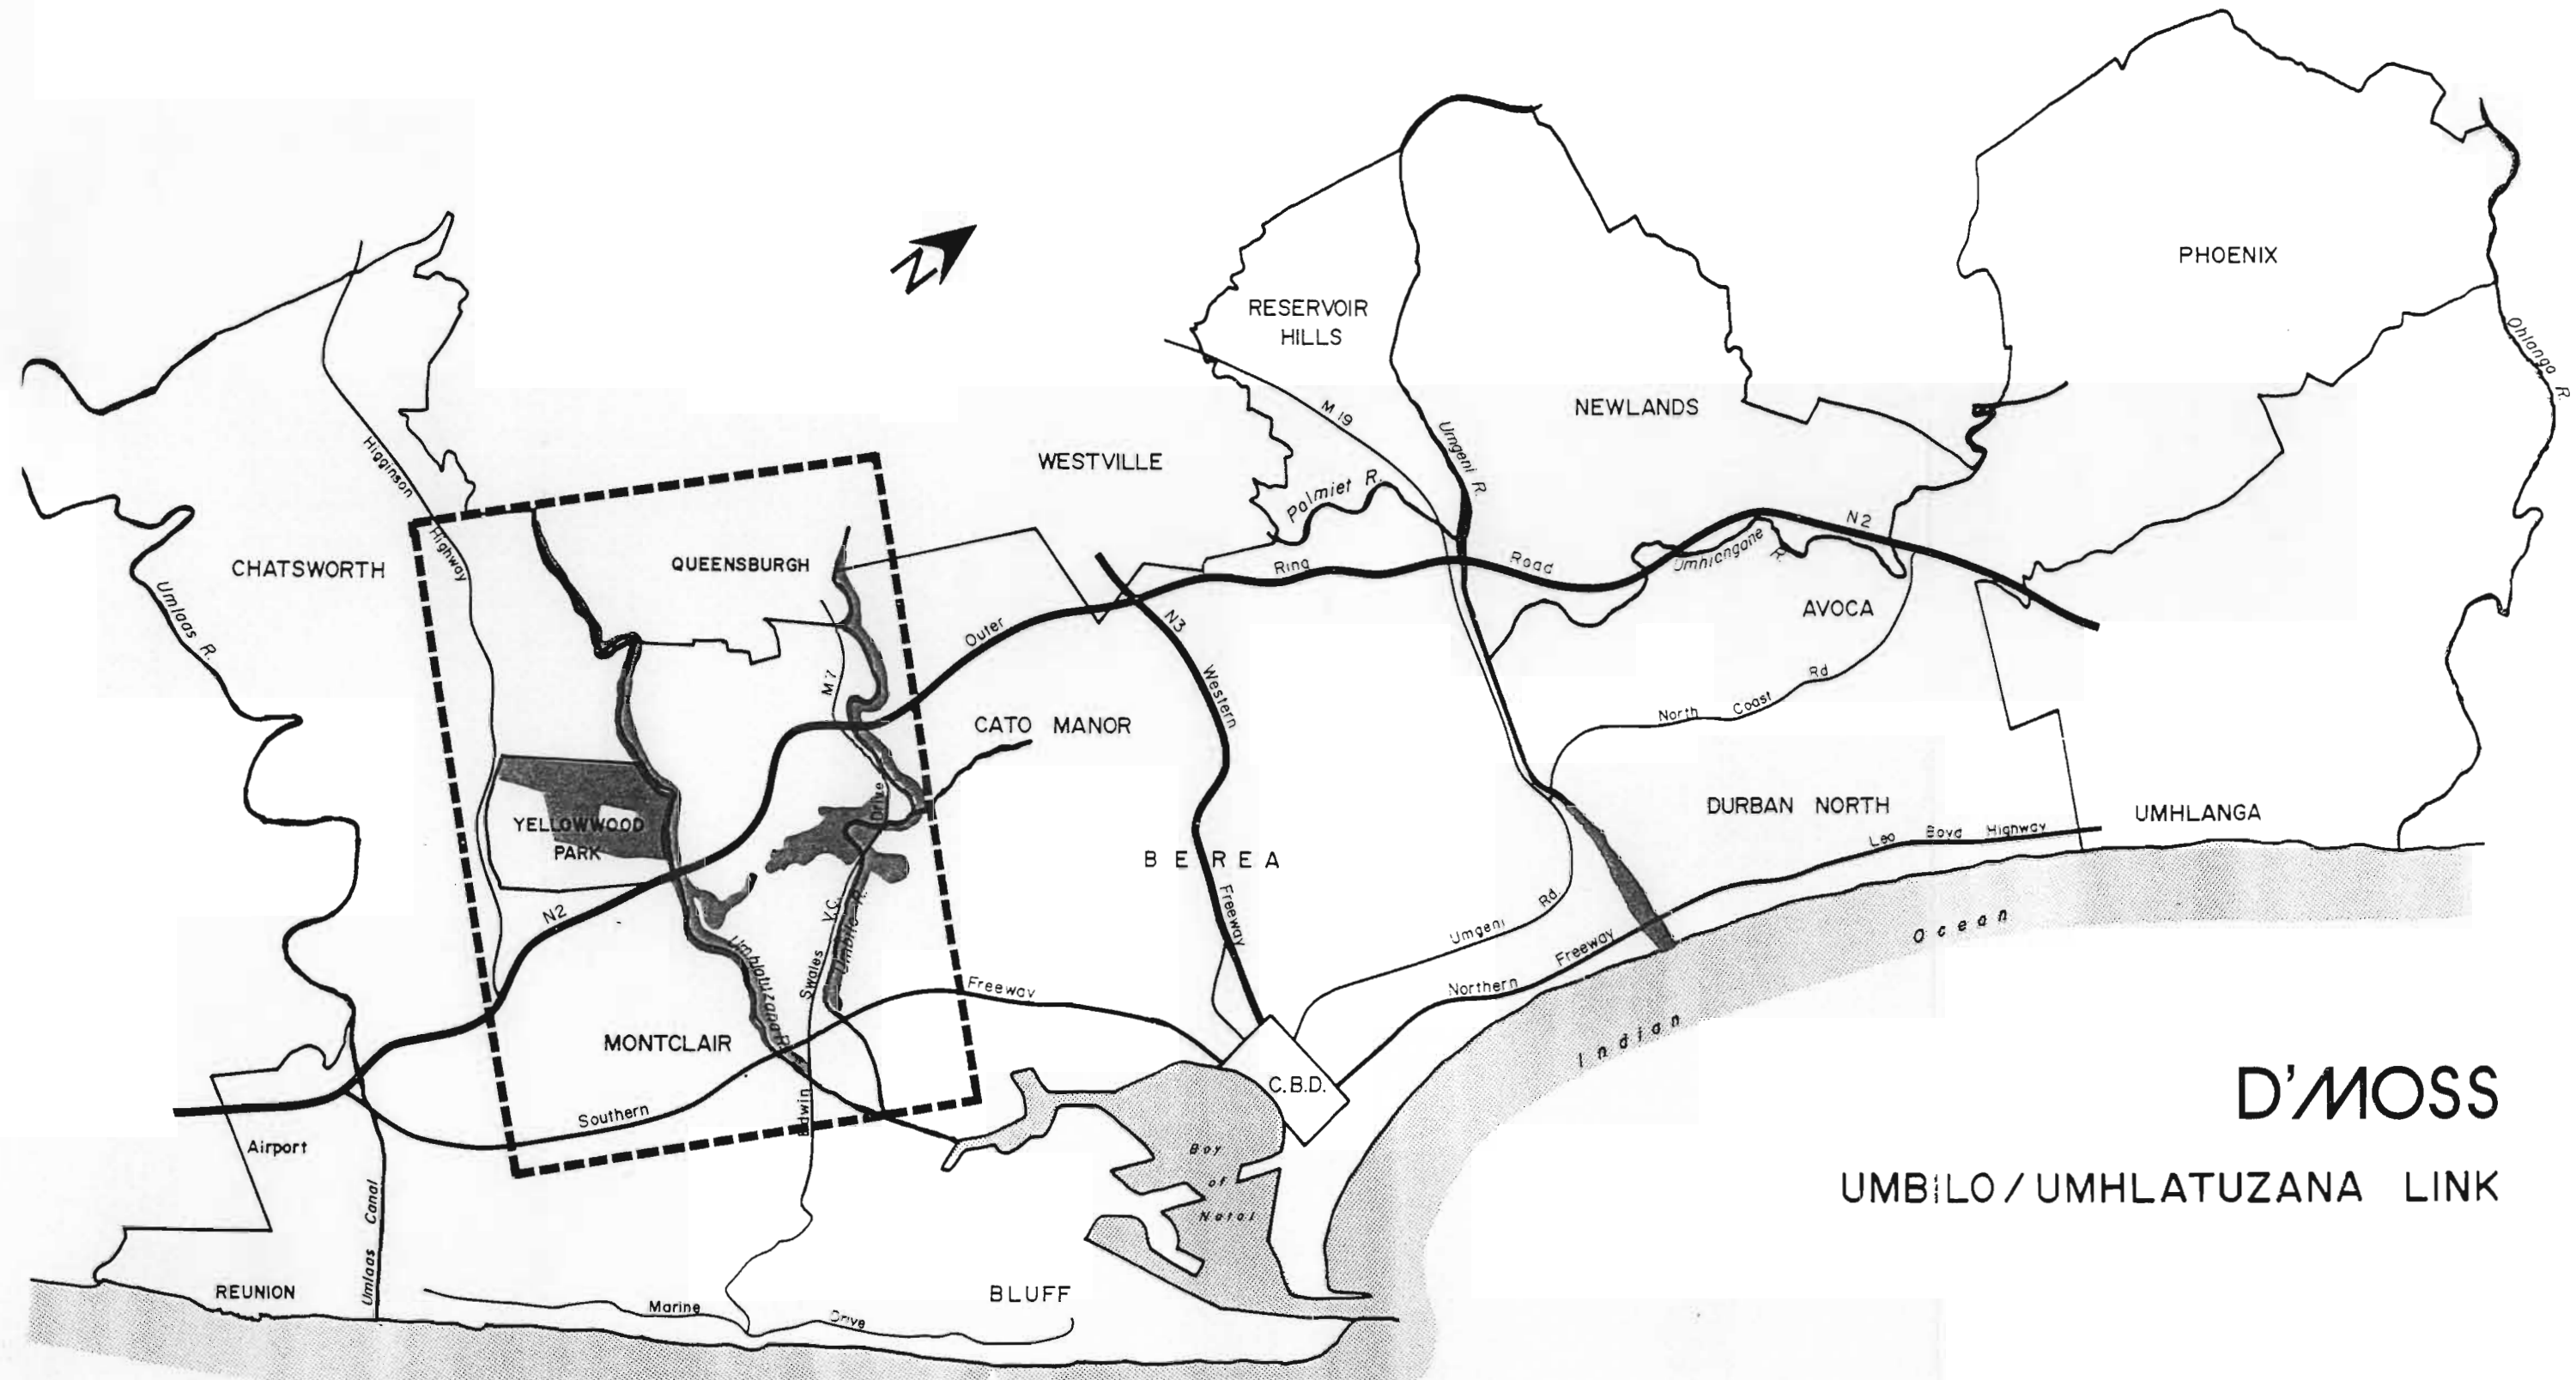 N
PHOENIX
RESERVOIR
HILLS
Ohlanga R.
NEWLANDS
M 19
Umgeni R.
Higginson
Highway
WESTVILLE
Palmiet R.
N2
CHATSWORTH
QUEENSBURGH
Ring
Road
Umhlangane
R.
Umlaas R.
AVOCA
Outer
N3
Western
Freeway
M7
North Coast Rd
CATO MANOR
Drive
YELLOWWOOD
PARK
DURBAN NORTH
UMHLANGA
Leo Boyd Highway
BEREA
N2
V.C.
Umbilo R.
Swales
Edwin
Umhlatuzana R.
Umgeni Rd.
Northern Freeway
Indian Ocean
Freeway
MONTCLAIR
Southern
C.B.D.
D'MOSS
Airport
Bay
of
Natal
UMBILO / UMHLATUZANA LINK
Umlaas Canal
REUNION
BLUFF
Marine
Drive